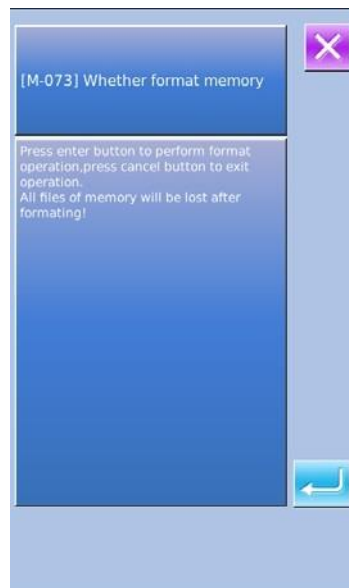 [M-073] Whether format memory
Press enter button to perform format
operation,press cancel button to exit
operation.
All files of memory will be lost after
formating!